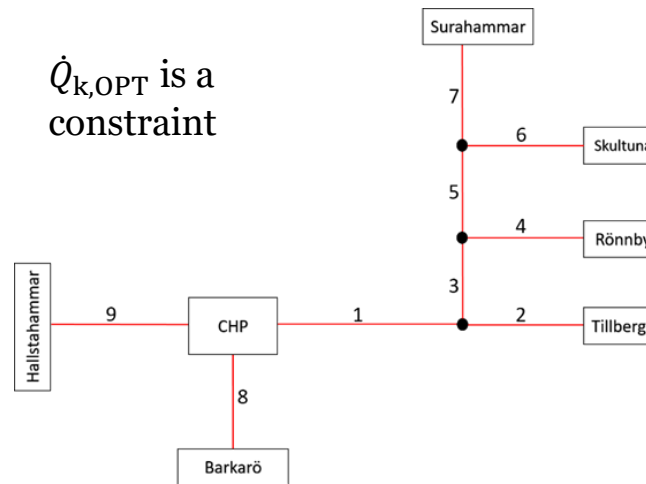 Surahammar
Q̇k,OPT is a
constraint
7
6
Skultuna
5
4
Rönnby
3
Hallstahammar
9
CHP
1
2
Tillberg
8
Barkarö